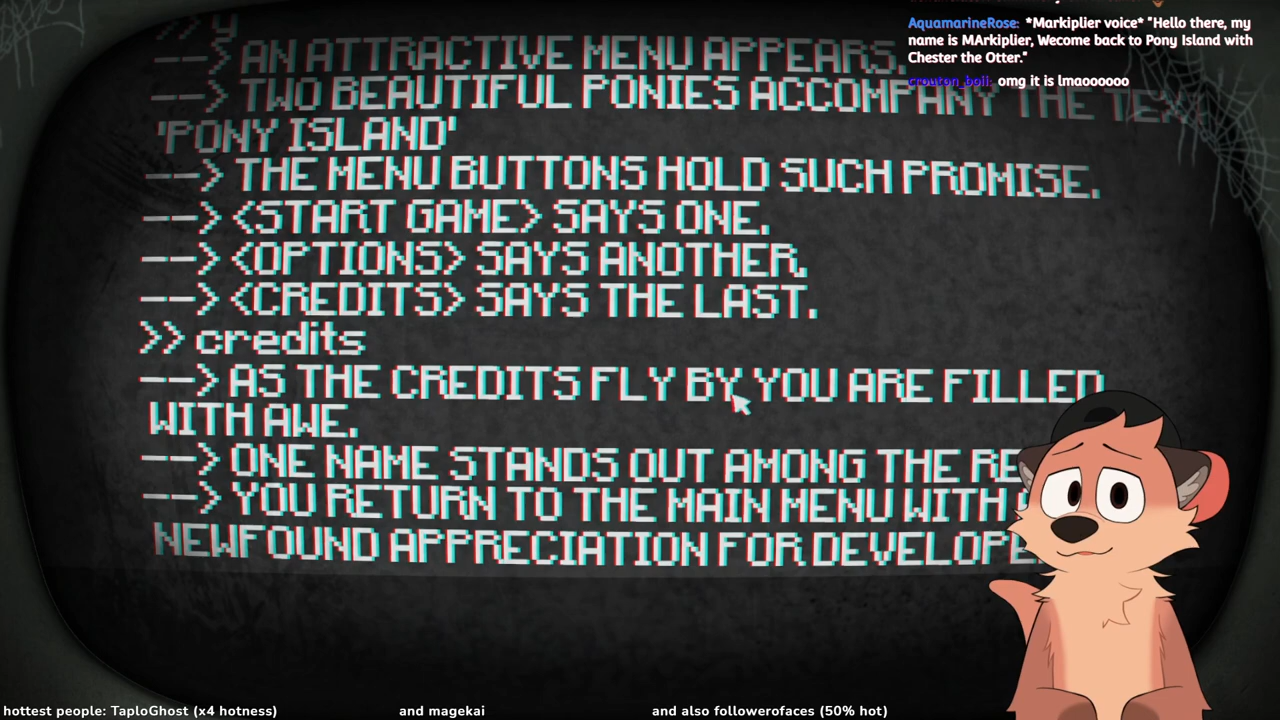 >> y
--> AN ATTRACTIVE MENU APPEARS.
--> TWO BEAUTIFUL PONIES ACCOMPANY THE TEXT
'PONY ISLAND'
--> THE MENU BUTTONS HOLD SUCH PROMISE.
--> <START GAME> SAYS ONE.
--> <OPTIONS> SAYS ANOTHER.
--> <CREDITS> SAYS THE LAST.
>> credits
--> AS THE CREDITS FLY BY YOU ARE FILLED
WITH AWE.
--> ONE NAME STANDS OUT AMONG THE
--> YOU RETURN TO THE MAIN MENU WITH
NEWFOUND APPRECIATION FOR
AquamarineRose: *Markiplier voice* "Hello there, my
name is MArkiplier, Wecome back to Pony Island with
Chester the Otter."
crouton_boii: omg it is lmaoooooo
hottest people: TaploGhost (x4 hotness) and magekai and also followerofaces (50% hot)